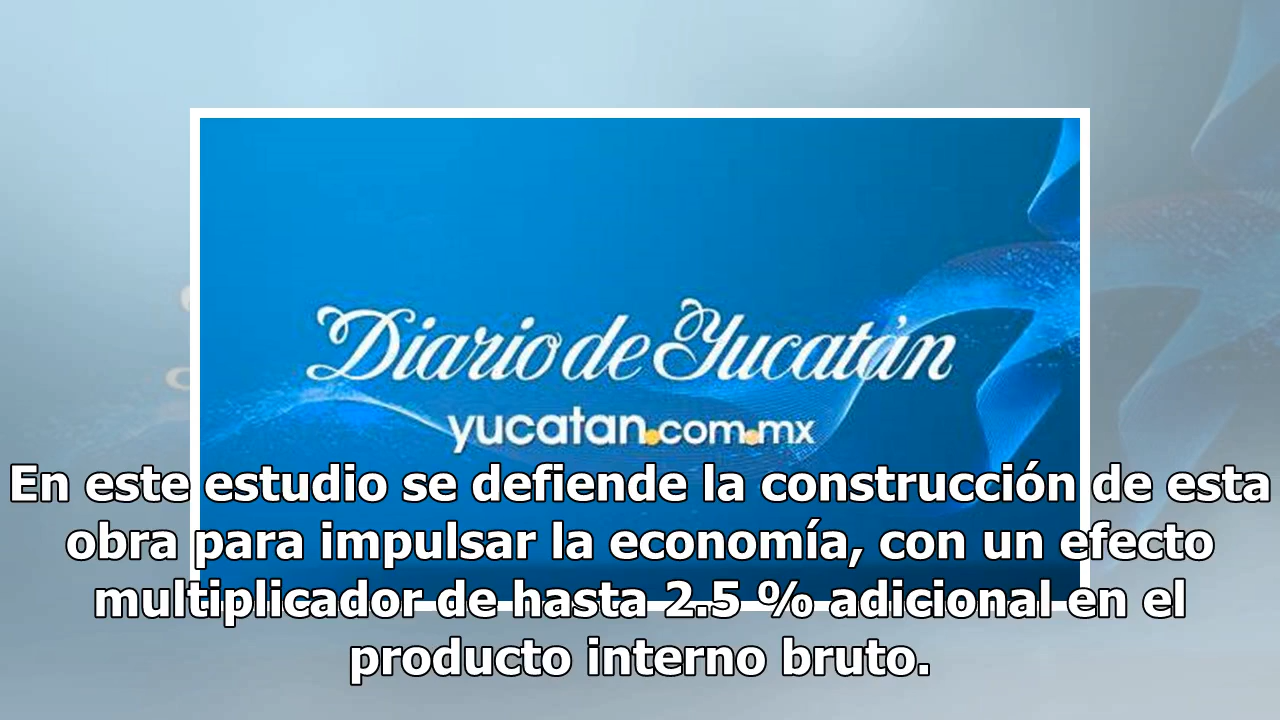 Diario de Yucatán
yucatan.com.mx
En este estudio se defiende la construcción de esta
obra para impulsar la economía, con un efecto
multiplicador de hasta 2.5 % adicional en el
producto interno bruto.